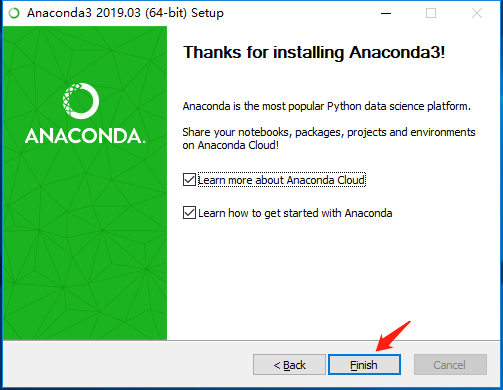 Anaconda3 2019.03 (64-bit) Setup
Thanks for installing Anaconda3!
ANACONDA.
Anaconda is the most popular Python data science platform.
Share your notebooks, packages, projects and environments
on Anaconda Cloud!
Learn more about Anaconda Cloud
Learn how to get started with Anaconda
< Back
Finish
Cancel